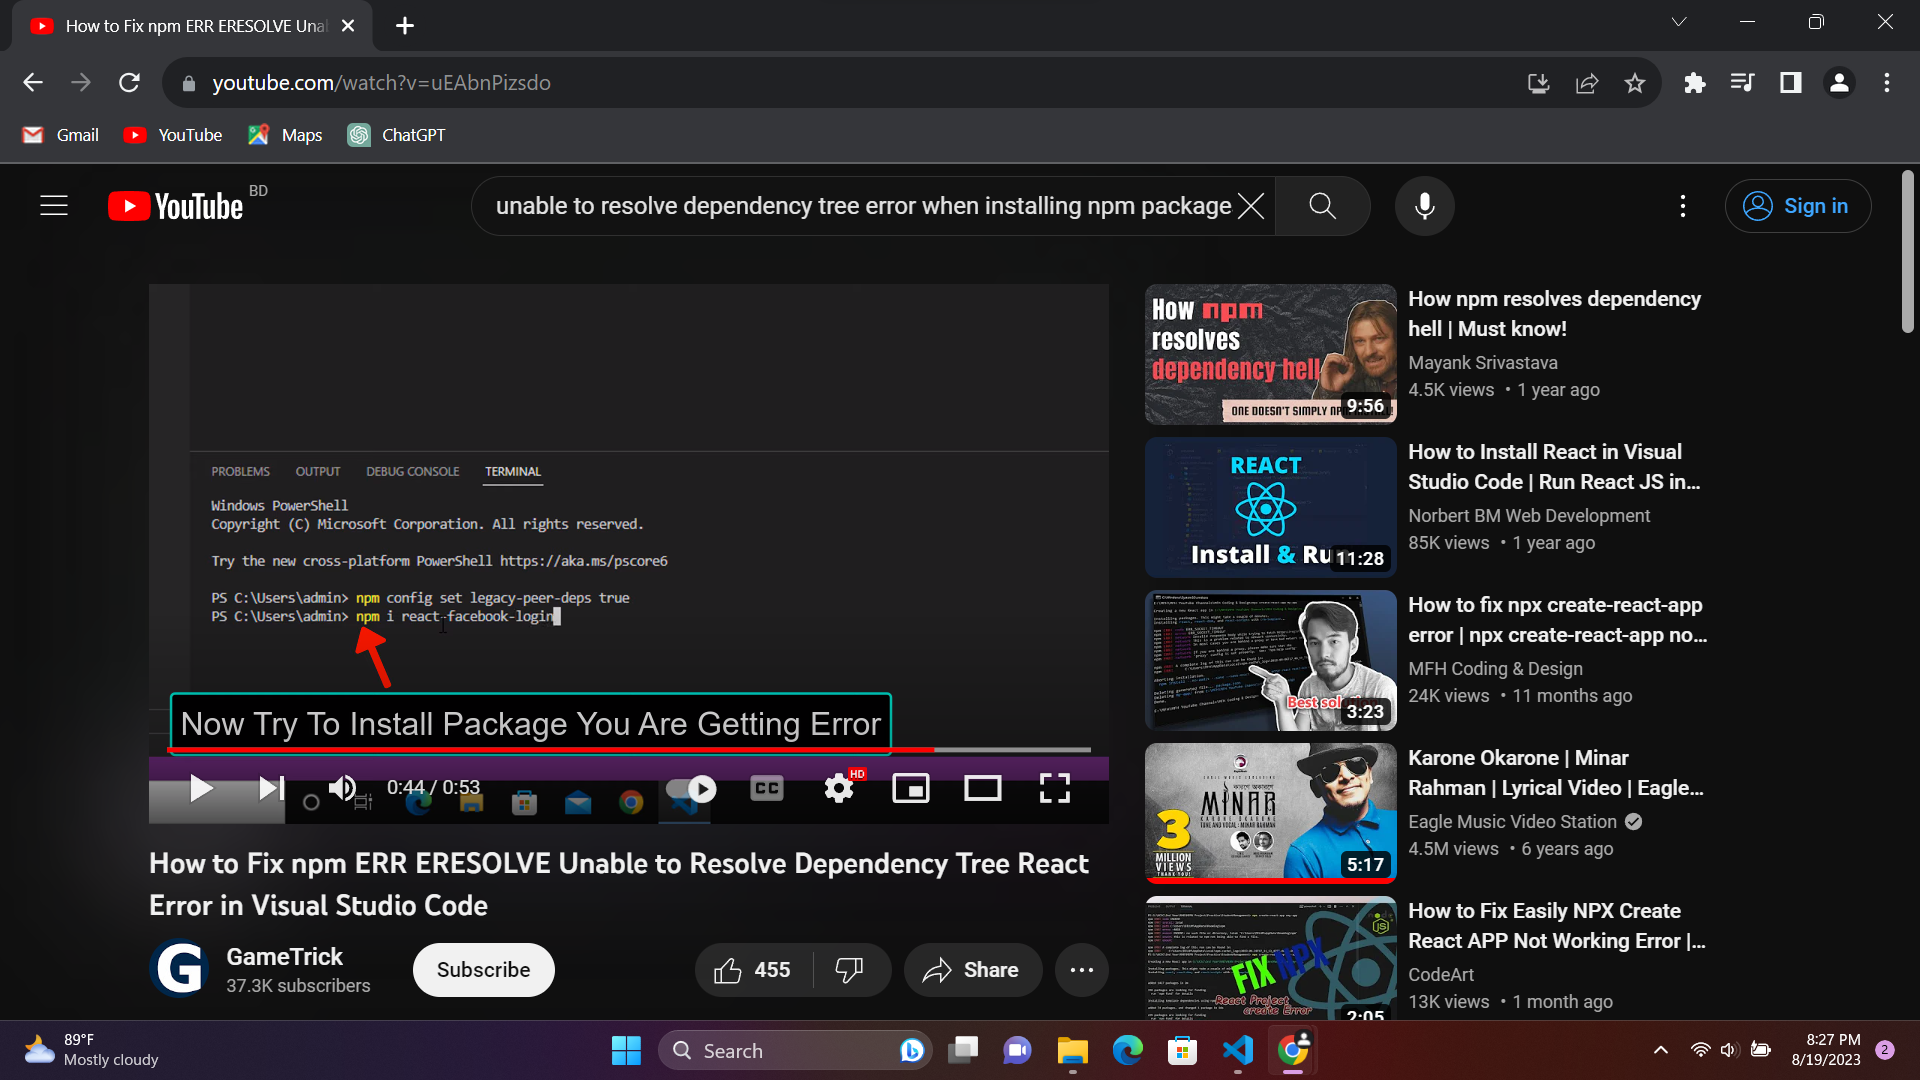 How to Fix npm ERR ERESOLVE Una
youtube.com/watch?v=uEAbnPizsdo
Gmail
YouTube
Maps
ChatGPT
YouTube BD
unable to resolve dependency tree error when installing npm package
Sign in
PROBLEMS OUTPUT DEBUG CONSOLE TERMINAL
Windows PowerShell
Copyright (C) Microsoft Corporation. All rights reserved.
Try the new cross-platform PowerShell https://aka.ms/pscore6
PS C:\Users\admin> npm config set legacy-peer-deps true
PS C:\Users\admin> npm i react-facebook-login
Now Try To Install Package You Are Getting Error
0:44 / 0:53
CC
HD
How to Fix npm ERR ERESOLVE Unable to Resolve Dependency Tree React
Error in Visual Studio Code
G
GameTrick
37.3K subscribers
Subscribe
455
Share
How npm
resolves
dependency hell
ONE DOESN'T SIMPLY
9:56
How npm resolves dependency
hell | Must know!
Mayank Srivastava
4.5K views • 1 year ago
REACT
Install & Ru
11:28
How to Install React in Visual
Studio Code | Run React JS in...
Norbert BM Web Development
85K views • 1 year ago
Best sol
3:23
How to fix npx create-react-app
error | npx create-react-app no...
MFH Coding & Design
24K views • 11 months ago
MINAR
RAHMAN
3
MILLION
VIEWS
THANK YOU!
5:17
Karone Okarone | Minar
Rahman | Lyrical Video | Eagle...
Eagle Music Video Station
4.5M views • 6 years ago
FIX NPX
React Project
create Error
2:05
How to Fix Easily NPX Create
React APP Not Working Error |...
CodeArt
13K views • 1 month ago
89°F
Mostly cloudy
Search
8:27 PM
8/19/2023
2